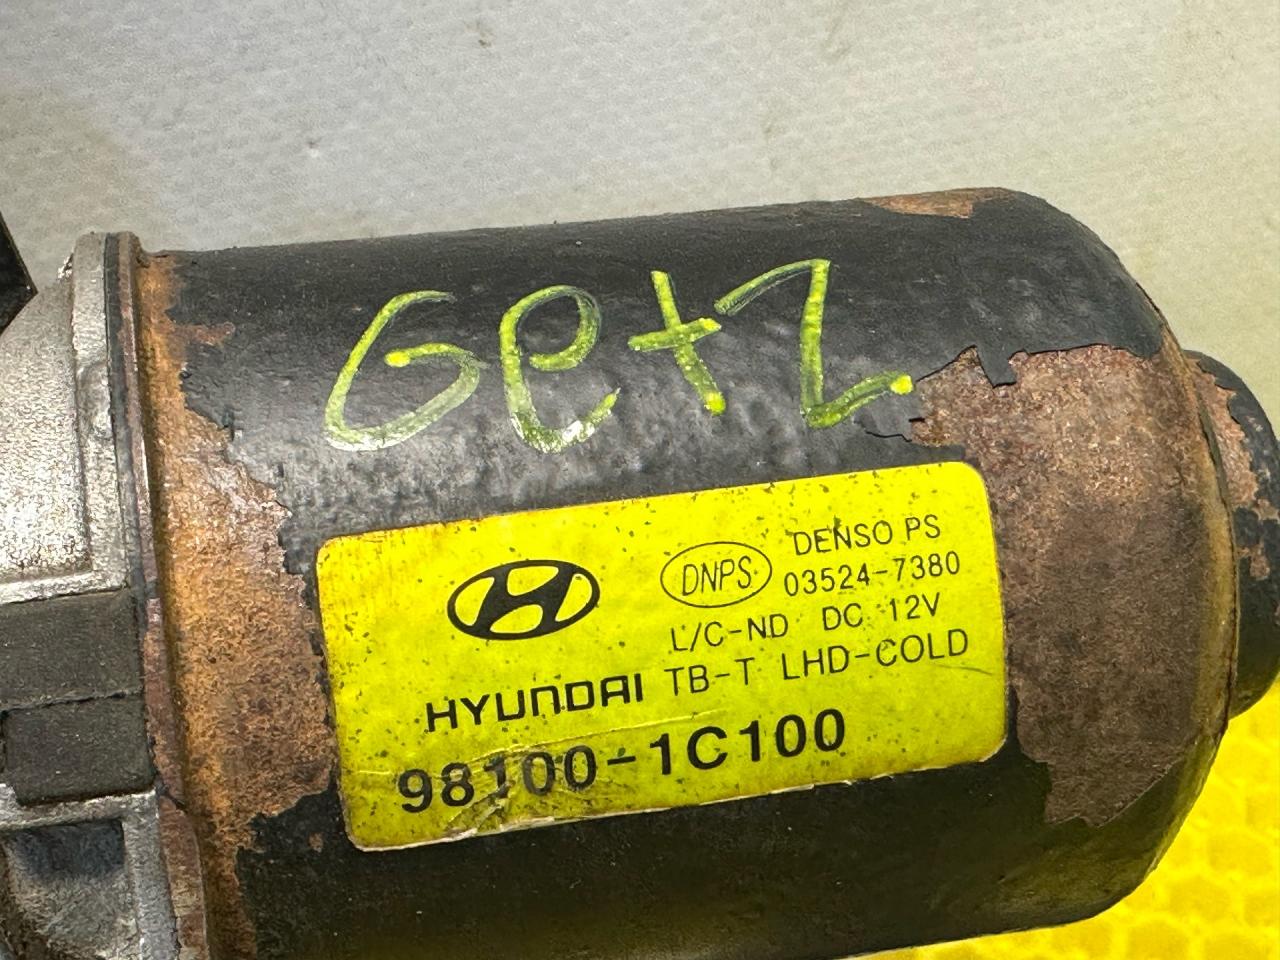 Getz
DENSO PS
DNPS 03524-7380
L/C-ND DC 12V
HYUNDAI TB-T LHD-COLD
98100-1C100